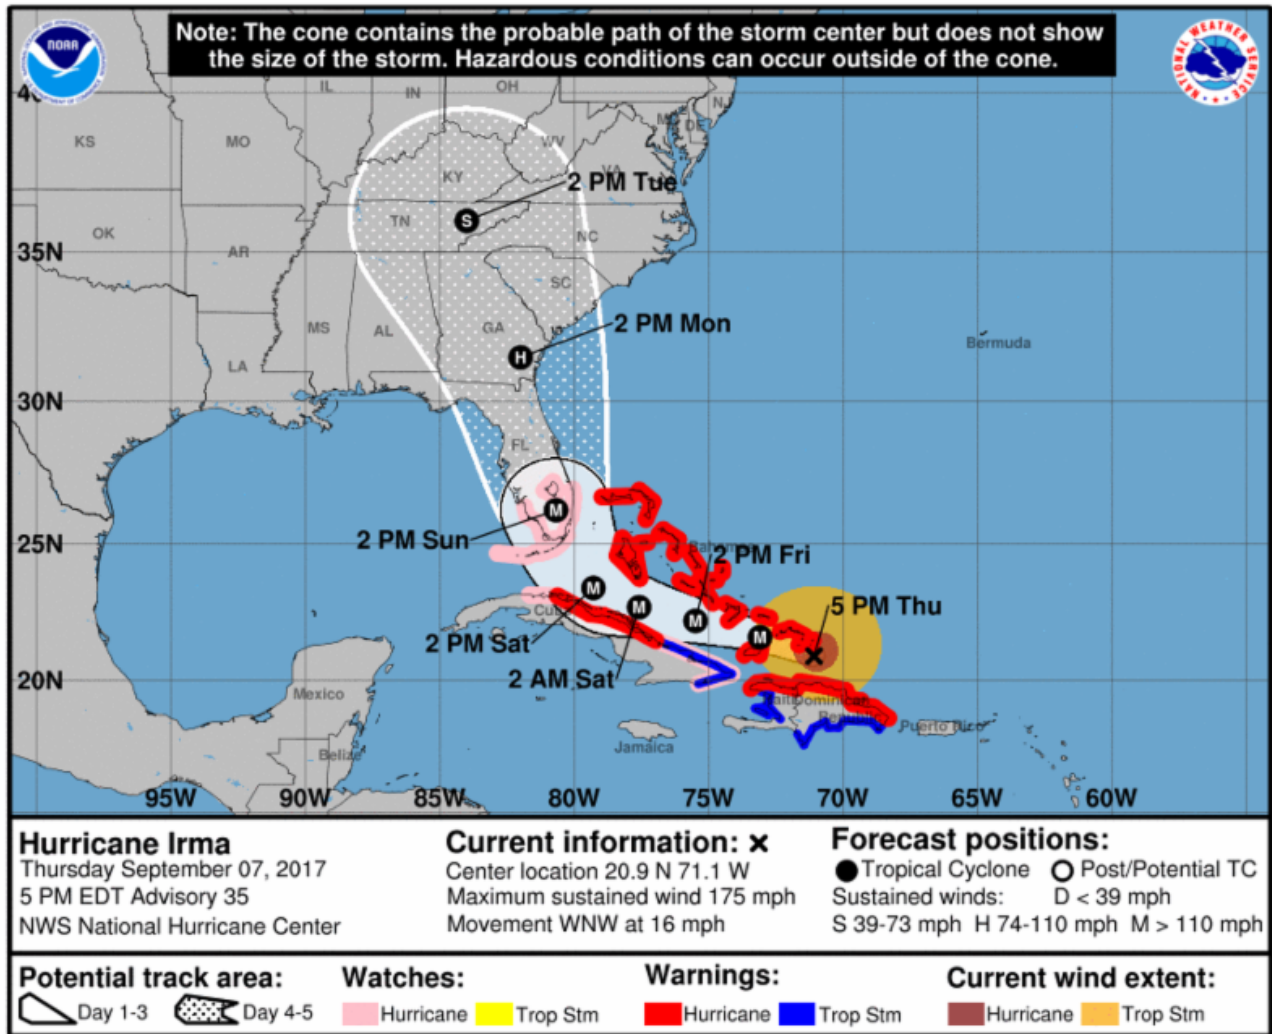 Note: The cone contains the probable path of the storm center but does not show
the size of the storm. Hazardous conditions can occur outside of the cone.
NOAA
NATIONAL WEATHER SERVICE
IL
IN
OH
NJ
DE
KS
MO
WV
VA
KY
2 PM Tue
OK
TN
NC
AR
35N
SC
MS
AL
GA
2 PM Mon
Bermuda
LA
30N
FL
25N
2 PM Sun
2 PM Fri
2 PM Sat
2 AM Sat
5 PM Thu
S
H
M
M
M
M
M
20N
Mexico
Puerto Rico
Jamaica
Belize
95W 90W 85W 80W 75W 70W 65W 60W
Hurricane Irma
Thursday September 07, 2017
5 PM EDT Advisory 35
NWS National Hurricane Center
Current information: ×
Center location 20.9 N 71.1 W
Maximum sustained wind 175 mph
Movement WNW at 16 mph
Forecast positions:
Tropical Cyclone Post/Potential TC
Sustained winds: D < 39 mph
S 39-73 mph H 74-110 mph M > 110 mph
Potential track area:
Day 1-3 Day 4-5
Watches:
Hurricane Trop Stm
Warnings:
Hurricane Trop Stm
Current wind extent:
Hurricane Trop Stm